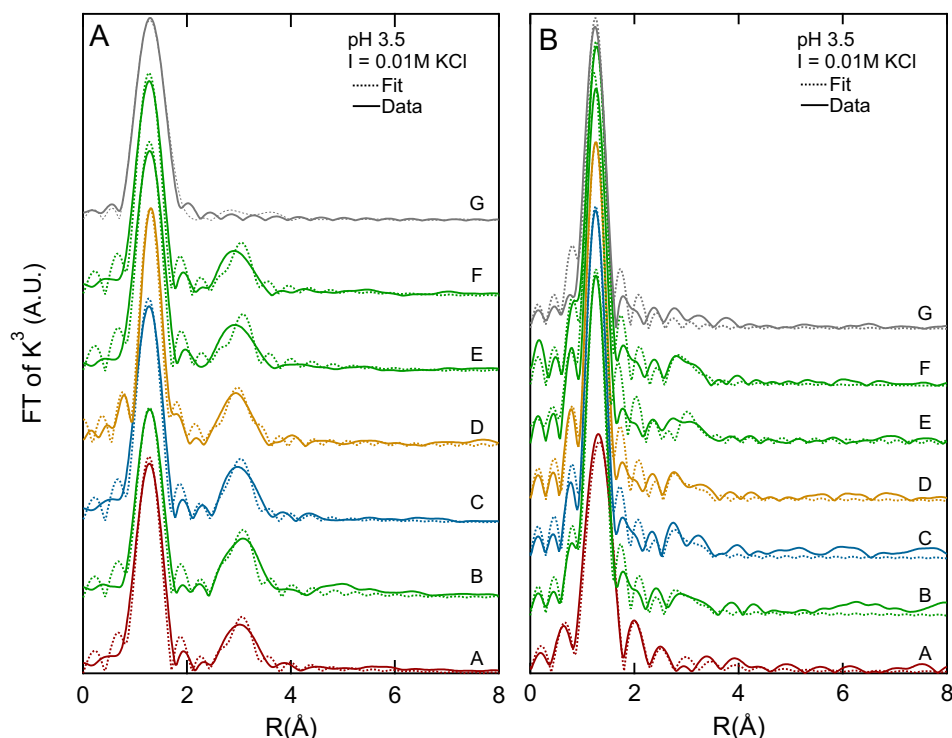 A
pH 3.5
I = 0.01M KCl
Fit
Data
G
F
E
D
C
B
A
0
2
4
6
8
R(Å)
FT of K³ (A.U.)
B
pH 3.5
I = 0.01M KCl
Fit
Data
G
F
E
D
C
B
A
0
2
4
6
8
R(Å)